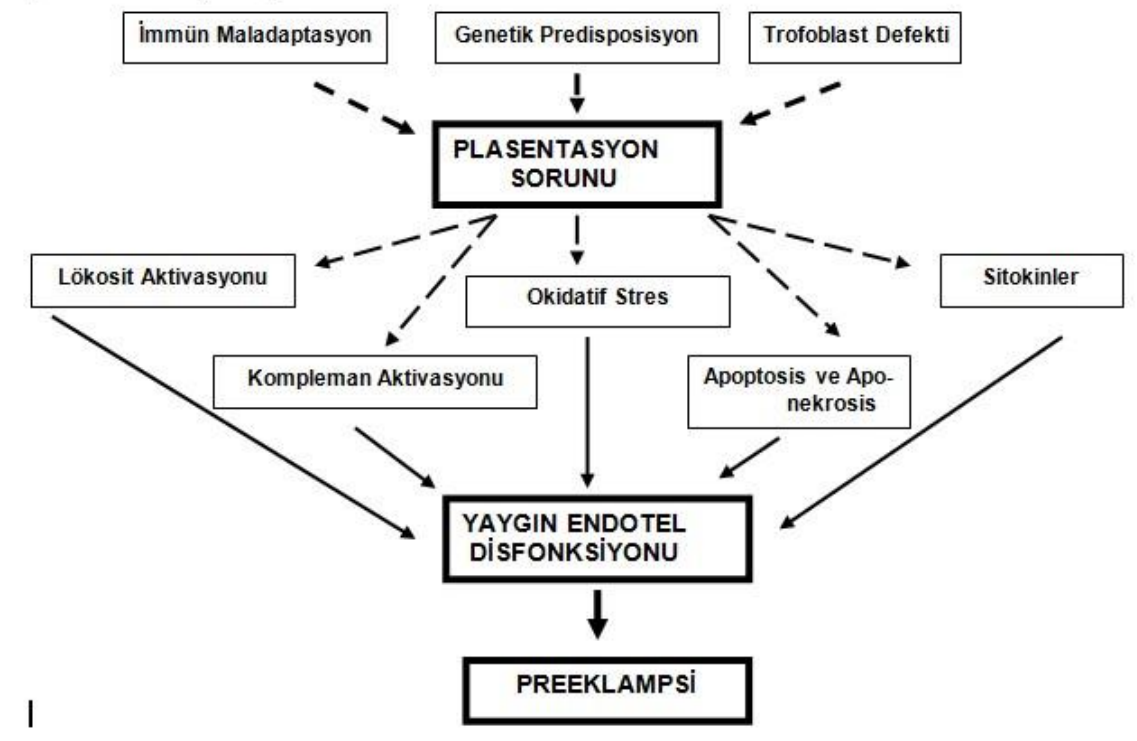 İmmün Maladaptasyon
Genetik Predisposisyon
Trofoblast Defekti
PLASENTASYON
SORUNU
Lökosit Aktivasyonu
Okidatif Stres
Sitokinler
Kompleman Aktivasyonu
Apoptosis ve Apo-
nekrosis
YAYGIN ENDOTEL
DİSFONKSİYONU
PREEKLAMPSİ